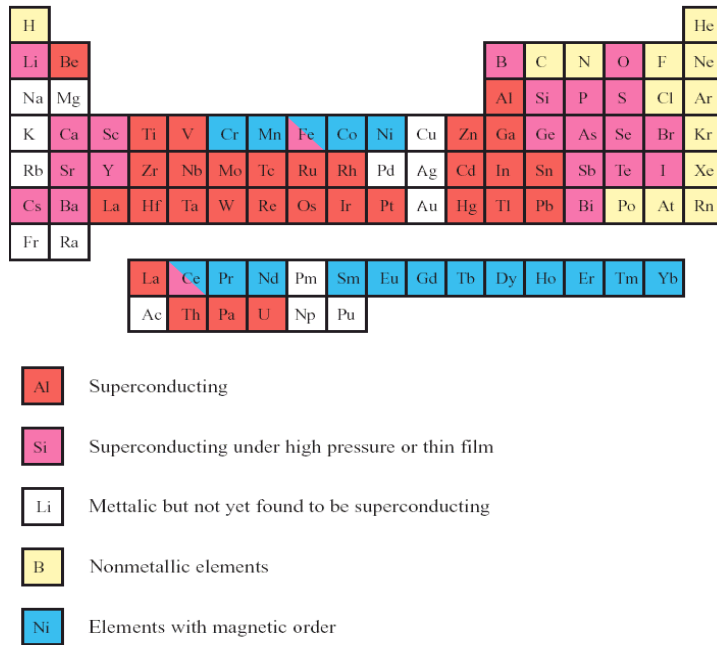 H He
Li Be B C N O F Ne
Na Mg Al Si P S Cl Ar
K Ca Sc Ti V Cr Mn Fe Co Ni Cu Zn Ga Ge As Se Br Kr
Rb Sr Y Zr Nb Mo Tc Ru Rh Pd Ag Cd In Sn Sb Te I Xe
Cs Ba La Hf Ta W Re Os Ir Pt Au Hg Tl Pb Bi Po At Rn
Fr Ra
La Ce Pr Nd Pm Sm Eu Gd Tb Dy Ho Er Tm Yb
Ac Th Pa U Np Pu
Al Superconducting
Si Superconducting under high pressure or thin film
Li Mettalic but not yet found to be superconducting
B Nonmetallic elements
Ni Elements with magnetic order